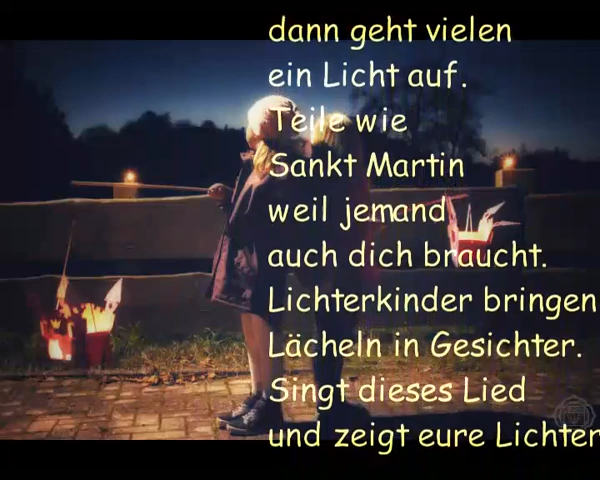 dann geht vielen
ein Licht auf.
Teile wie
Sankt Martin
weil jemand
auch dich braucht.
Lichterkinder bringen
Lächeln in Gesichter.
Singt dieses Lied
und zeigt eure Lichter